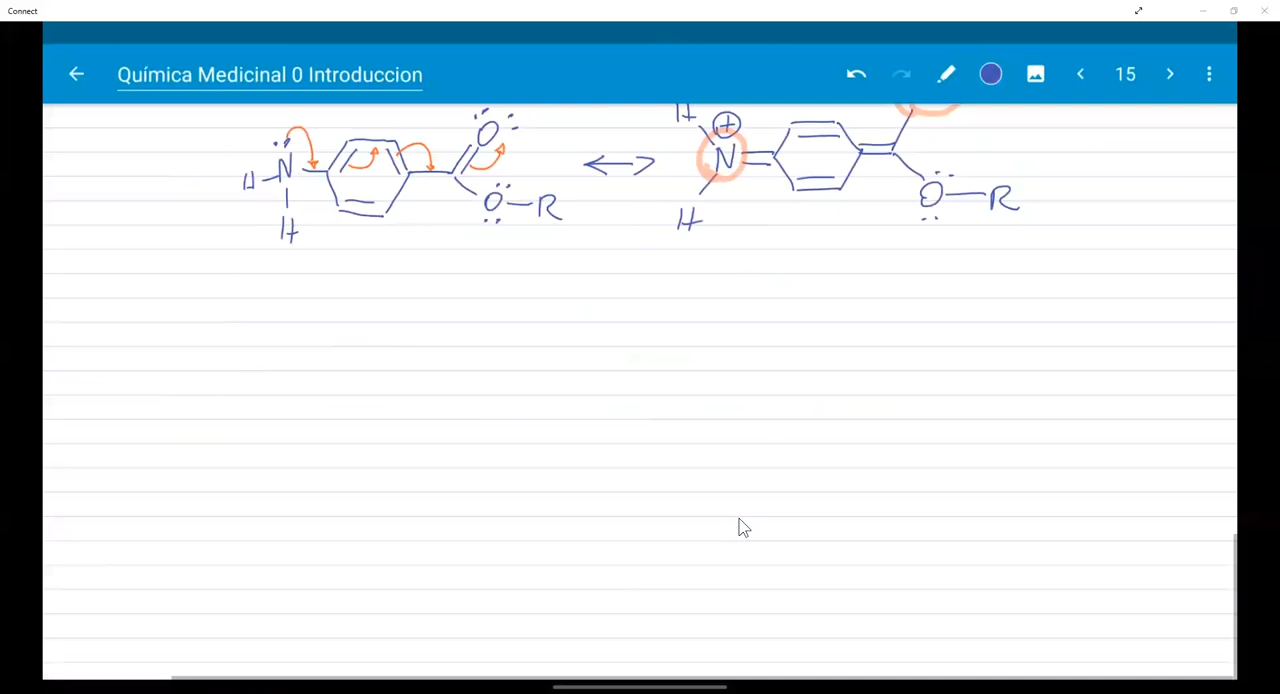 Connect
Química Medicinal 0 Introduccion
15
H N H O O R
H + N H O R